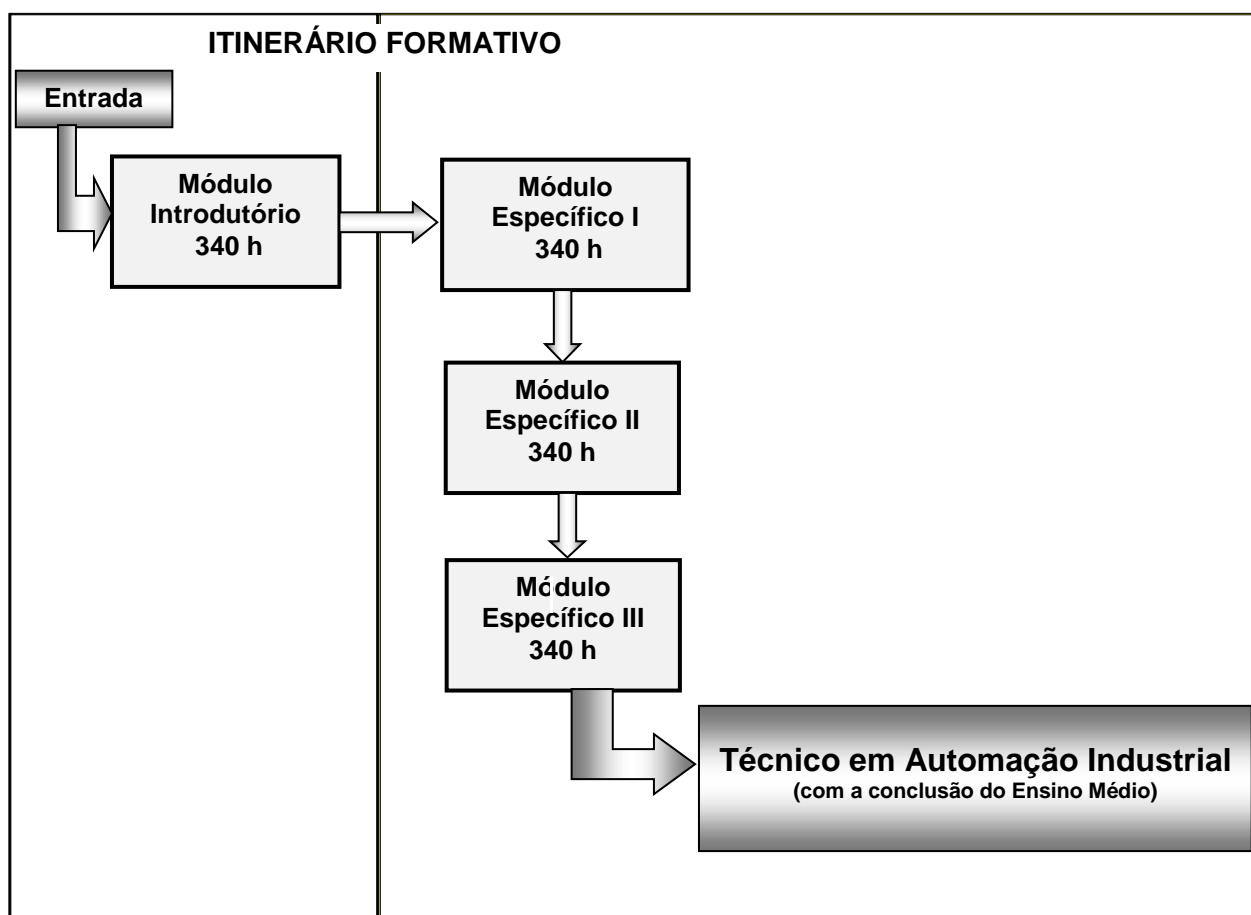 ITINERÁRIO FORMATIVO
Entrada
Módulo
Introdutório
340 h
Módulo
Específico I
340 h
Módulo
Específico II
340 h
Módulo
Específico III
340 h
Técnico em Automação Industrial
(com a conclusão do Ensino Médio)